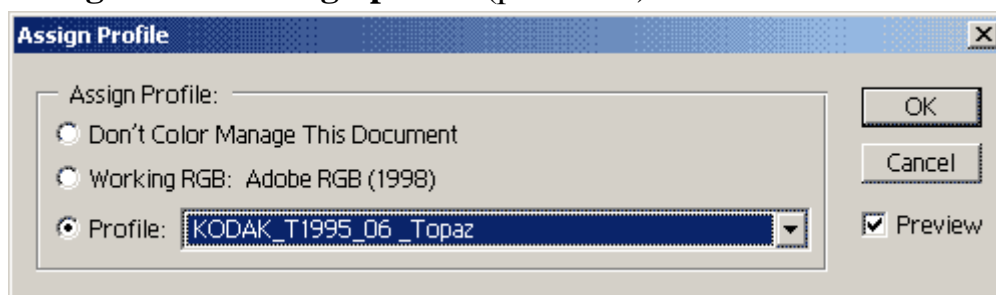 Assign Profile
Assign Profile:
Don't Color Manage This Document
Working RGB: Adobe RGB (1998)
Profile: KODAK_T1995_06 _Topaz
OK
Cancel
Preview